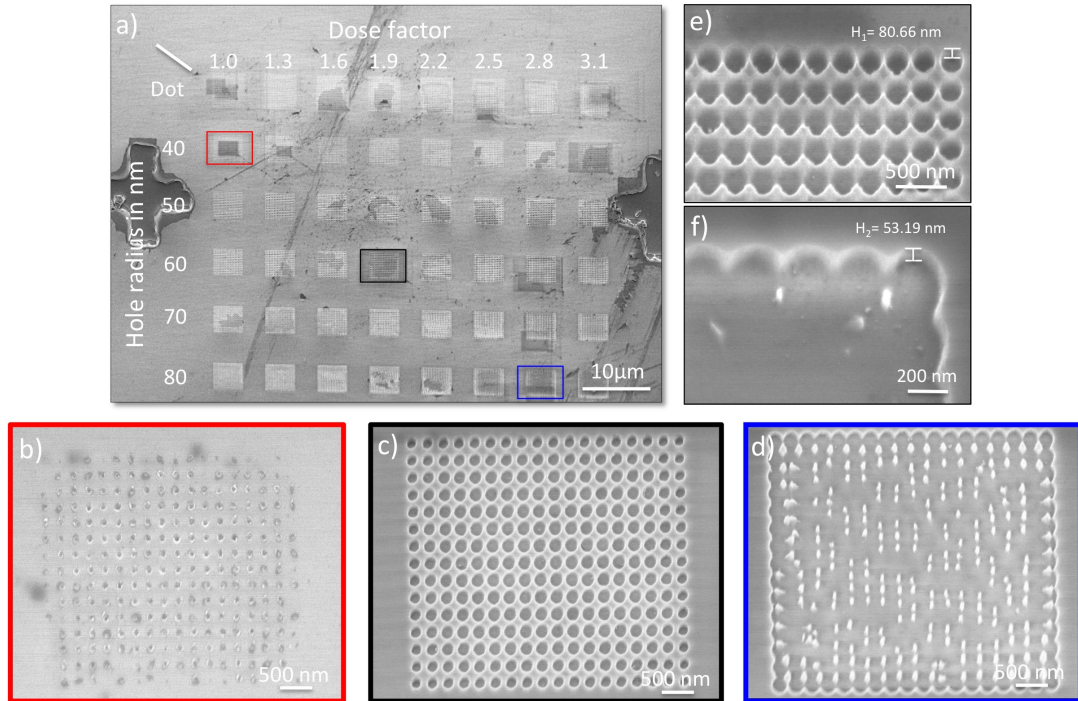 a)
Dose factor
1.0 1.3 1.6 1.9 2.2 2.5 2.8 3.1
Hole radius in nm
Dot
40
50
60
70
80
10µm
e)
H₁= 80.66 nm
500 nm
f)
H₂= 53.19 nm
200 nm
b)
500 nm
c)
500 nm
d)
500 nm